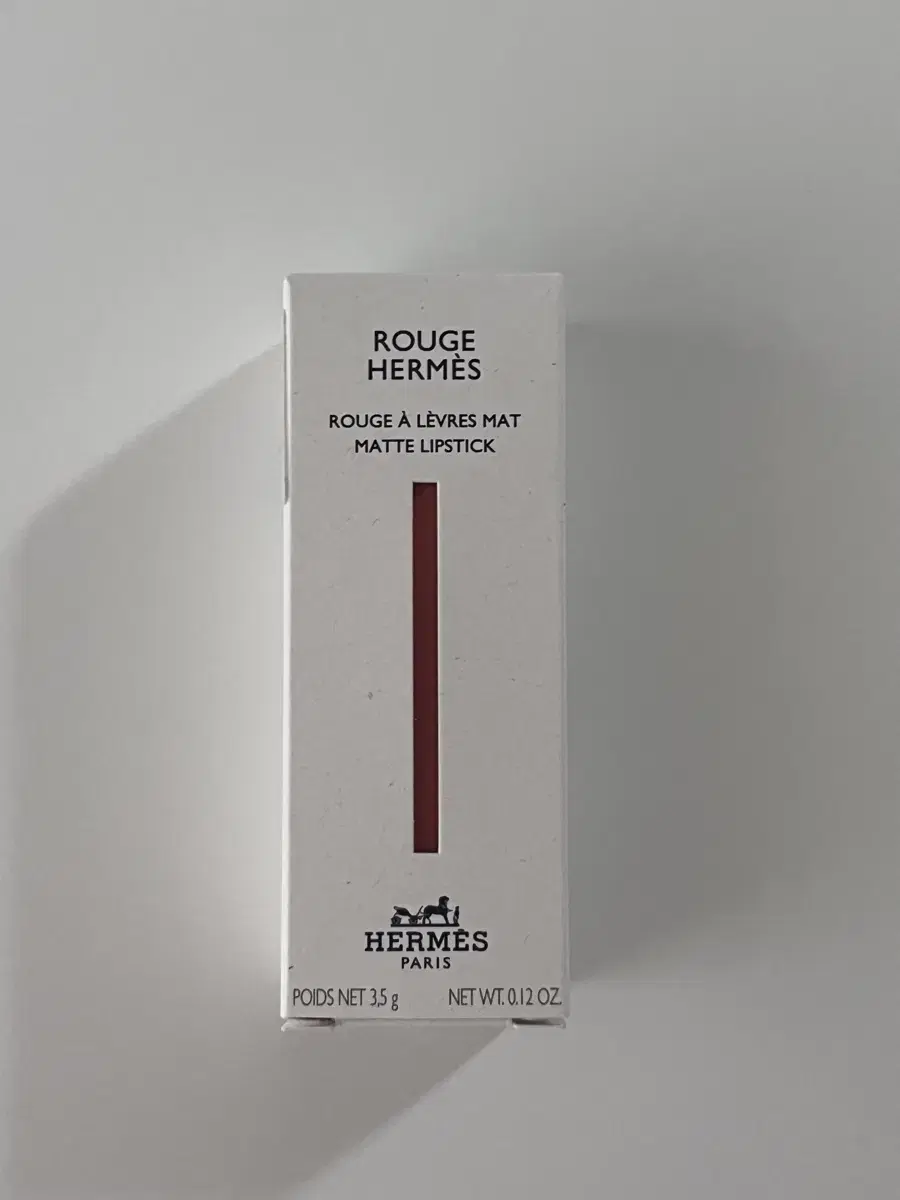 ROUGE
HERMÈS
ROUGE À LÈVRES MAT
MATTE LIPSTICK
HERMÈS
PARIS
POIDS NET 3,5 g NET WT. 0.12 OZ.